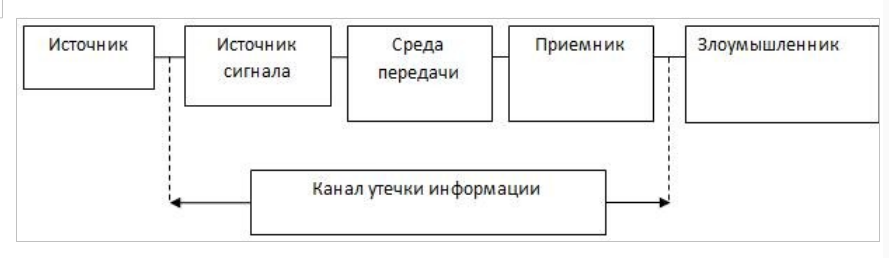 Источник
Источник
сигнала
Среда
передачи
Приемник
Злоумышленник
Канал утечки информации